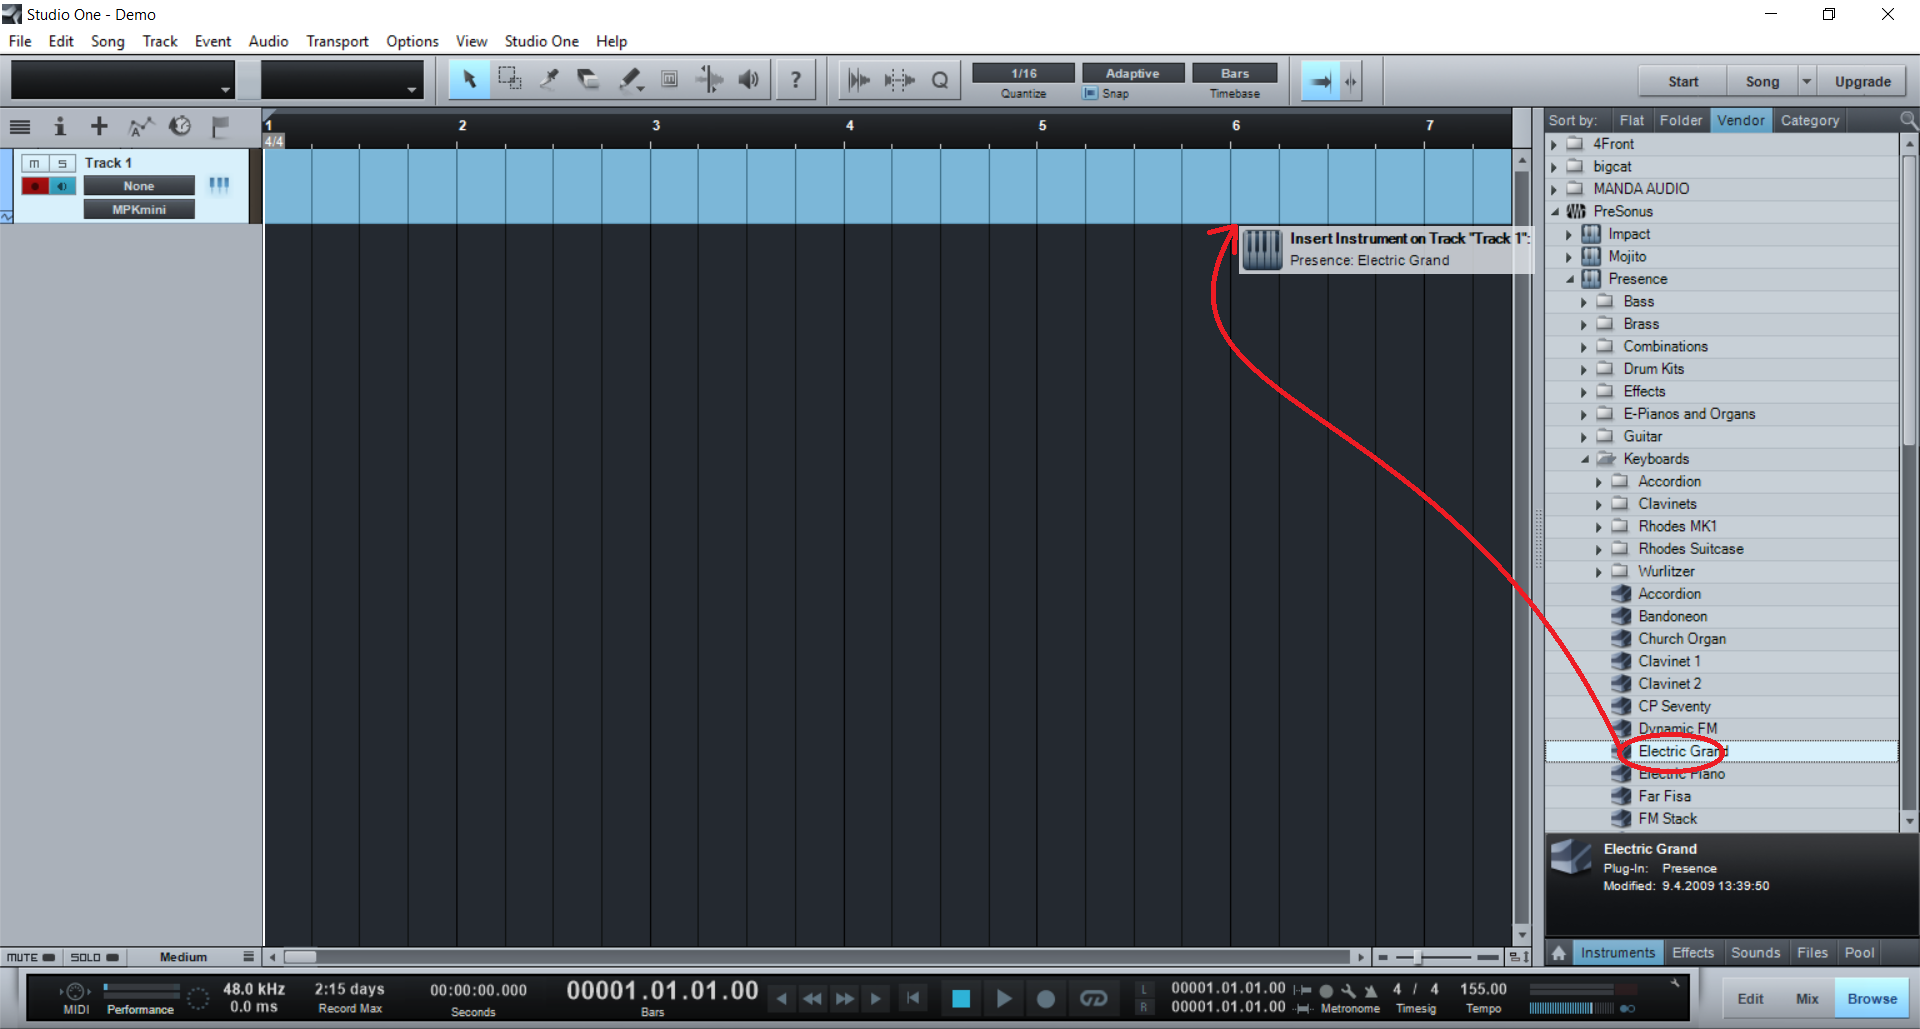 Studio One - Demo
File Edit Song Track Event Audio Transport Options View Studio One Help
? Q
1/16 Adaptive Bars
Quantize Snap Timebase
Start Song Upgrade
1 2 3 4 5 6 7
4/4
m s Track 1
None
MPKmini
Insert Instrument on Track "Track 1":
Presence: Electric Grand
Sort by: Flat Folder Vendor Category
4Front
bigcat
MANDA AUDIO
PreSonus
Impact
Mojito
Presence
Bass
Brass
Combinations
Drum Kits
Effects
E-Pianos and Organs
Guitar
Keyboards
Accordion
Clavinets
Rhodes MK1
Rhodes Suitcase
Wurlitzer
Accordion
Bandoneon
Church Organ
Clavinet 1
Clavinet 2
CP Seventy
Dynamic FM
Electric Grand
Electric Piano
Far Fisa
FM Stack
Electric Grand
Plug-In: Presence
Modified: 9.4.2009 13:39:50
Instruments Effects Sounds Files Pool
MUTE SOLO Medium
MIDI Performance
48.0 kHz
0.0 ms
2:15 days
Record Max
00:00:00.000
Seconds
00001.01.01.00
Bars
L 00001.01.01.00
R 00001.01.01.00
Metronome
4 / 4
Timesig
155.00
Tempo
Edit Mix Browse